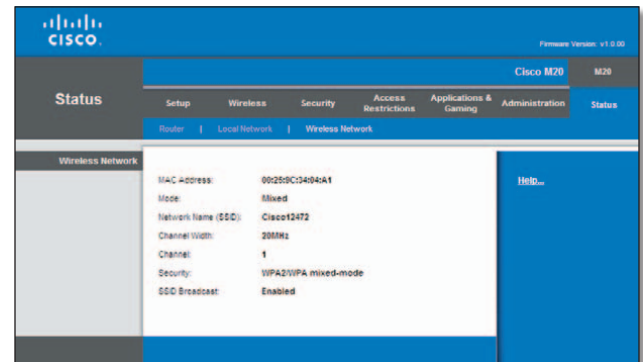 CISCO.
Firmware Version: v1.0.00
Cisco M20 M20
Status
Setup Wireless Security Access Restrictions Applications & Gaming Administration Status
Router | Local Network | Wireless Network
Wireless Network
MAC Address: 00:25:9C:34:04:A1
Mode: Mixed
Network Name (SSID): Cisco12472
Channel Width: 20MHz
Channel: 1
Security: WPA2/WPA mixed-mode
SSID Broadcast: Enabled
Help...